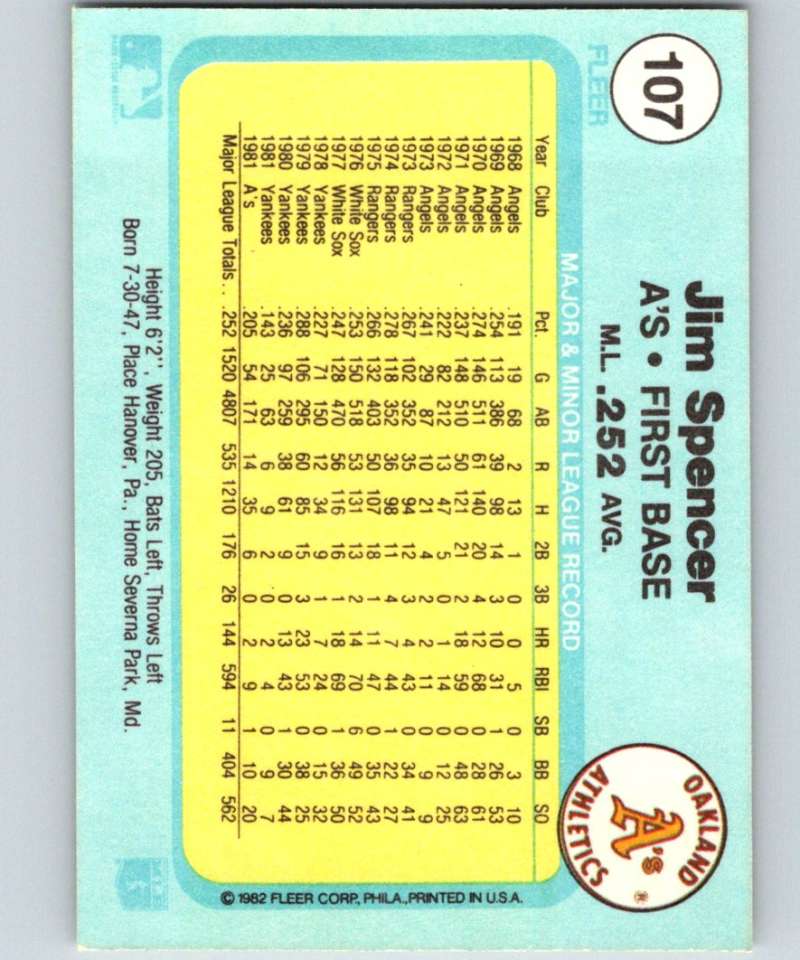 107
FLEER
Jim Spencer
A'S • FIRST BASE
M.L. .252 AVG.
OAKLAND
A's
ATHLETICS
®
MAJOR & MINOR LEAGUE RECORD
Year Club Pct. G AB R H 2B 3B HR RBI SB BB SO
1968 Angels .191 19 68 2 13 1 0 0 5 0 3 10
1969 Angels .254 113 386 39 98 14 3 10 31 1 26 53
1970 Angels .274 146 511 61 140 20 4 12 68 0 28 61
1971 Angels .237 148 510 50 121 21 2 18 59 0 48 63
1972 Angels .222 82 212 13 47 5 0 1 14 0 12 25
1973 Angels .241 29 87 10 21 4 2 2 11 0 9 9
1973 Rangers .267 102 352 35 94 12 3 4 43 0 34 41
1974 Rangers .278 118 352 36 98 11 4 7 44 1 22 27
1975 Rangers .266 132 403 50 107 18 1 11 47 0 35 43
1976 White Sox .253 150 518 53 131 13 2 14 70 6 49 52
1977 White Sox .247 128 470 56 116 16 1 18 69 1 36 50
1978 Yankees .227 71 150 12 34 9 1 7 24 0 15 32
1979 Yankees .288 106 295 60 85 15 3 23 53 0 38 25
1980 Yankees .236 97 259 38 61 9 0 13 43 1 30 44
1981 Yankees .143 25 63 6 9 2 0 2 4 0 9 7
1981 A's .205 54 171 14 35 6 0 2 9 1 10 20
Major League Totals. . .252 1520 4807 535 1210 176 26 144 594 11 404 562
© 1982 FLEER CORP., PHILA., PRINTED IN U.S.A.
Height 6'2", Weight 205, Bats Left, Throws Left
Born 7-30-47, Place Hanover, Pa., Home Severna Park, Md.